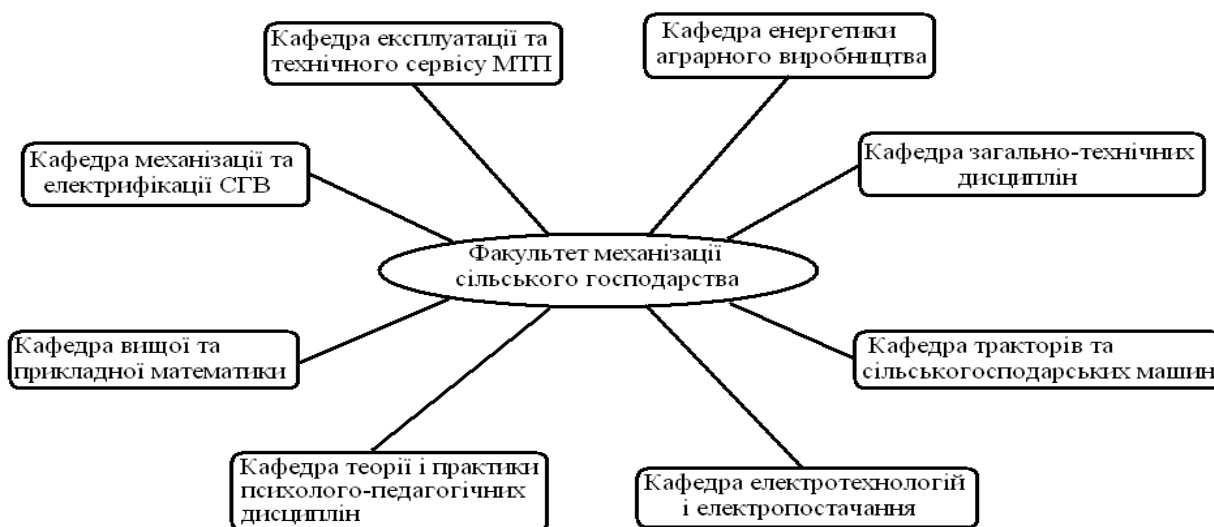 Кафедра експлуатації та
технічного сервісу МТП
Кафедра енергетики
аграрного виробництва
Кафедра механізації та
електрифікації СГВ
Кафедра загально-технічних
дисциплін
Факультет механізації
сільського господарства
Кафедра вищої та
прикладної математики
Кафедра тракторів та
сільськогосподарських машин
Кафедра теорії і практики
психолого-педагогічних
дисциплін
Кафедра електротехнологій
і електропостачання